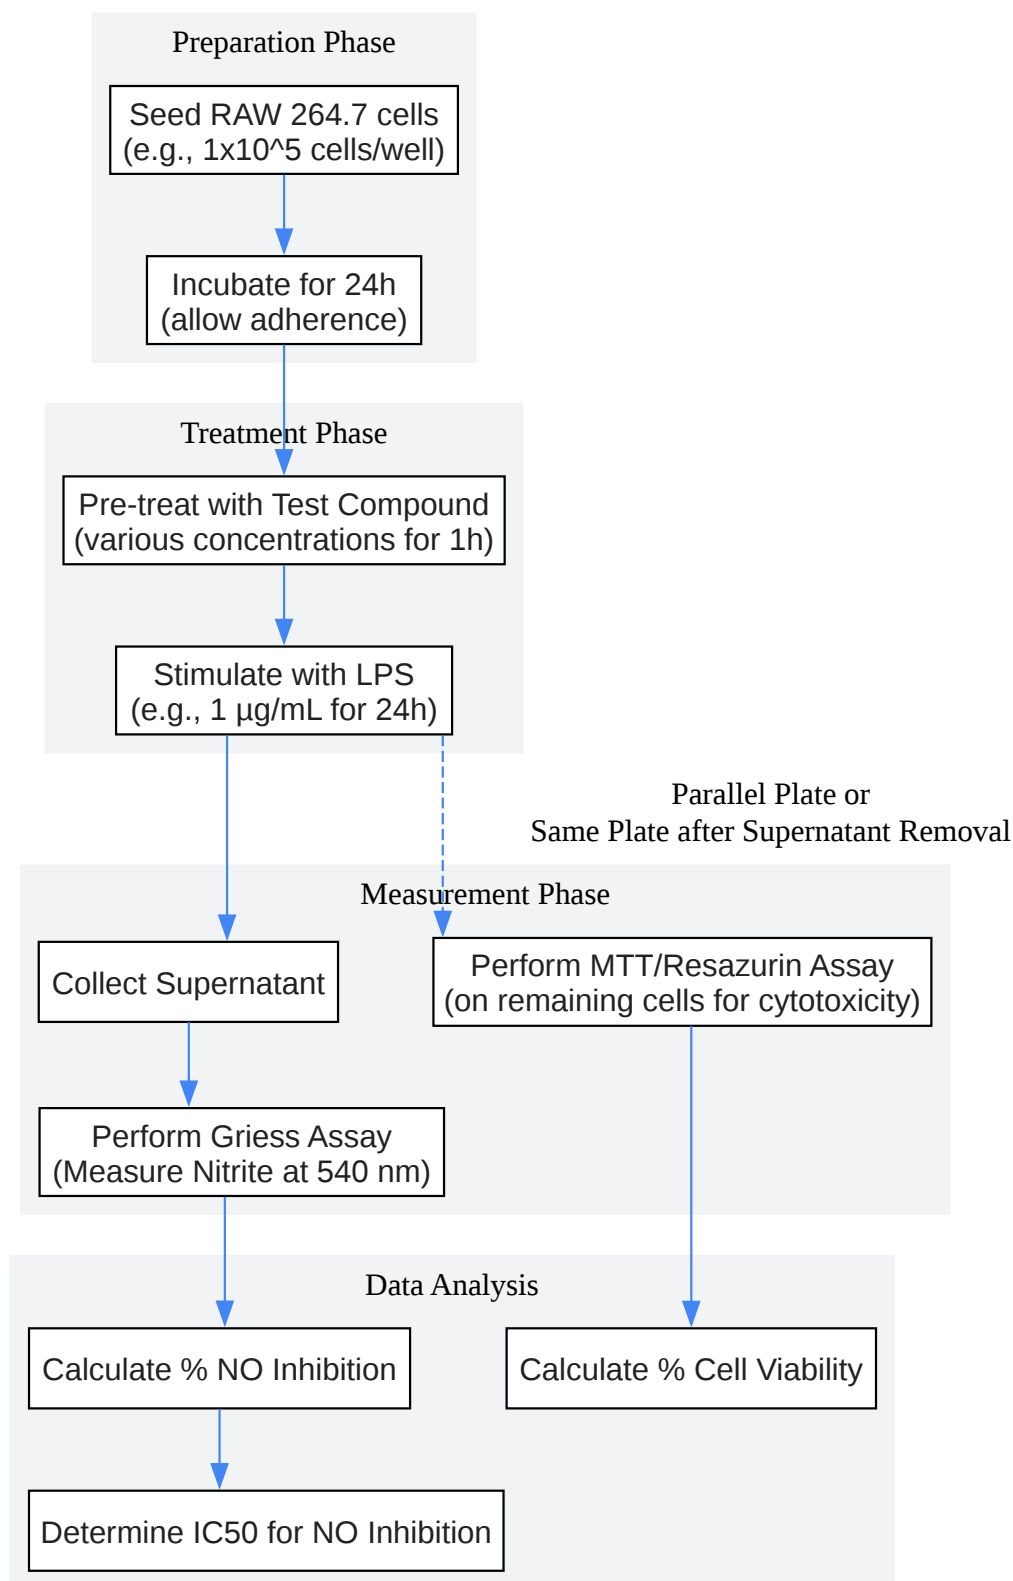 Preparation Phase
Seed RAW 264.7 cells
(e.g., 1x10^5 cells/well)
Incubate for 24h
(allow adherence)
Treatment Phase
Pre-treat with Test Compound
(various concentrations for 1h)
Stimulate with LPS
(e.g., 1 µg/mL for 24h)
Parallel Plate or
Same Plate after Supernatant Removal
Measurement Phase
Collect Supernatant
Perform MTT/Resazurin Assay
(on remaining cells for cytotoxicity)
Perform Griess Assay
(Measure Nitrite at 540 nm)
Data Analysis
Calculate % NO Inhibition
Calculate % Cell Viability
Determine IC50 for NO Inhibition